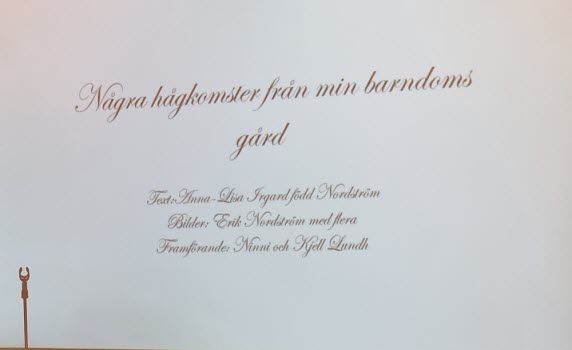 Några hågkomster från min barndoms
gård
Text:Anna-Lisa Irgard född Nordström
Bilder: Erik Nordström med flera
Framförande: Ninni och Kjell Lundh